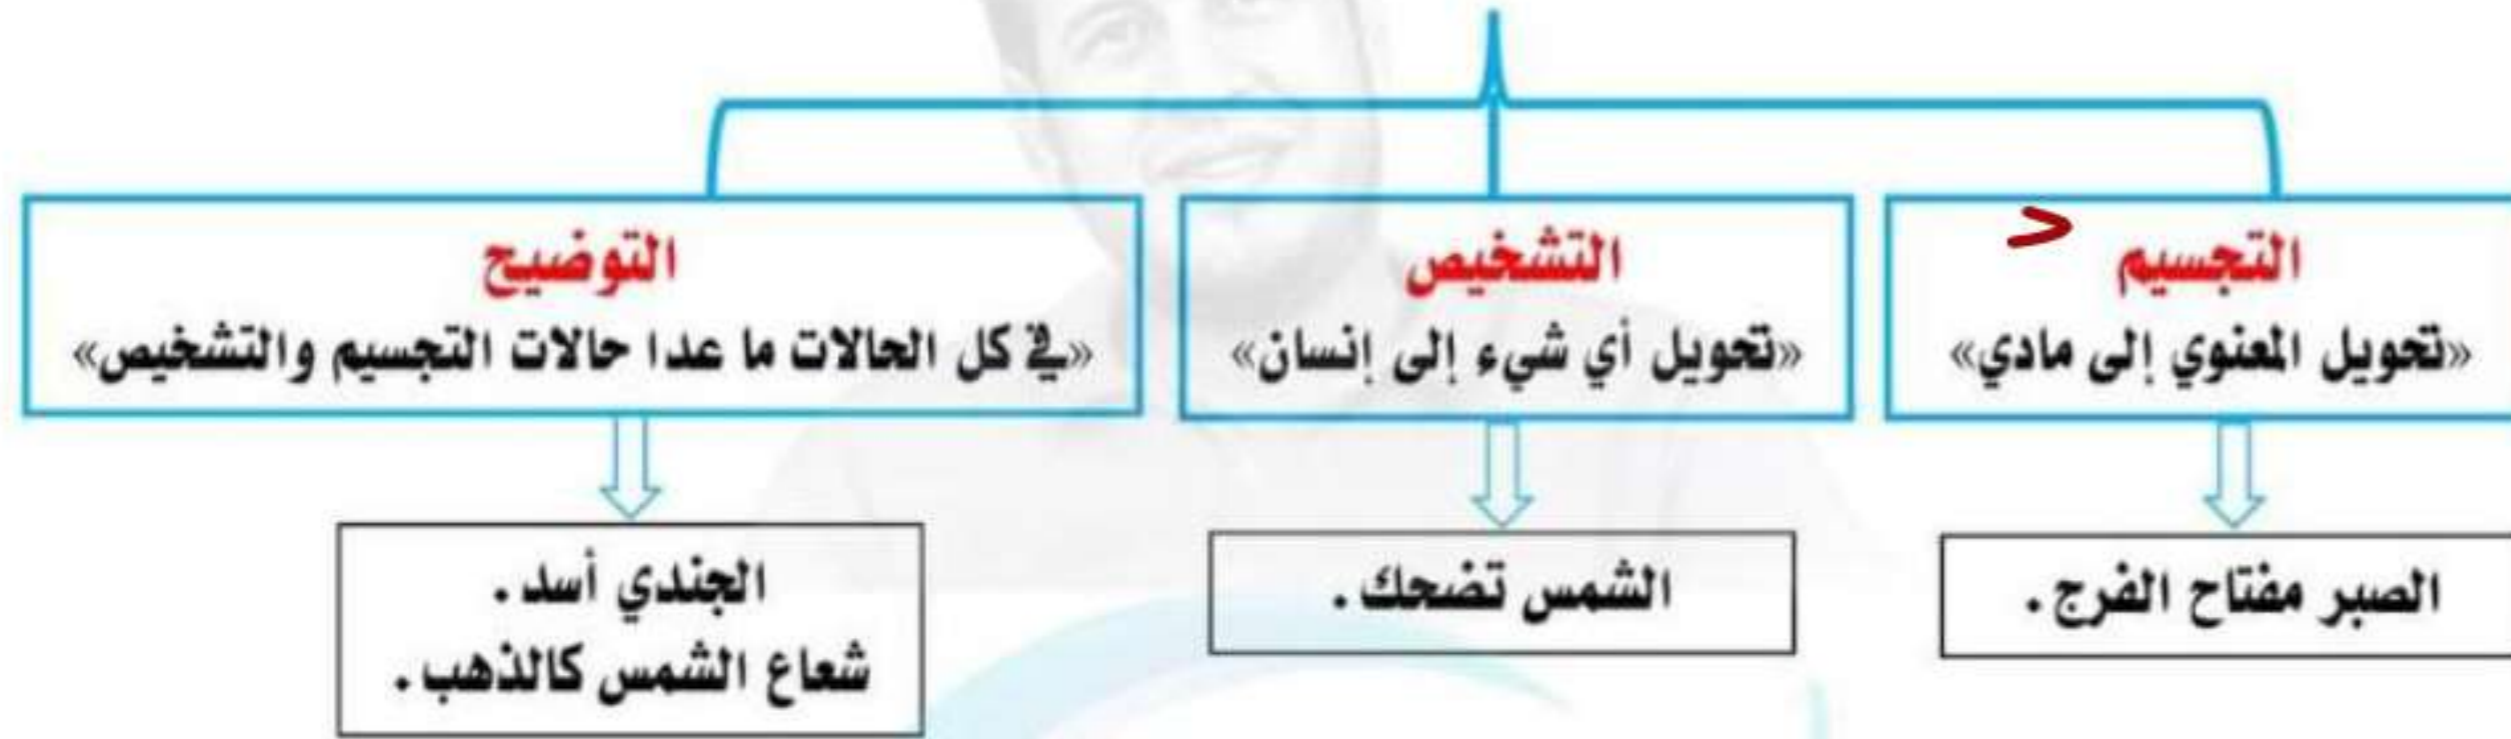 التجسيم
«تحويل المعنوي إلى مادي»
الصبر مفتاح الفرج.
التشخيص
«تحويل أي شيء إلى إنسان»
الشمس تضحك.
التوضيح
«في كل الحالات ما عدا حالات التجسيم والتشخيص»
الجندي أسد.
شعاع الشمس كالذهب.